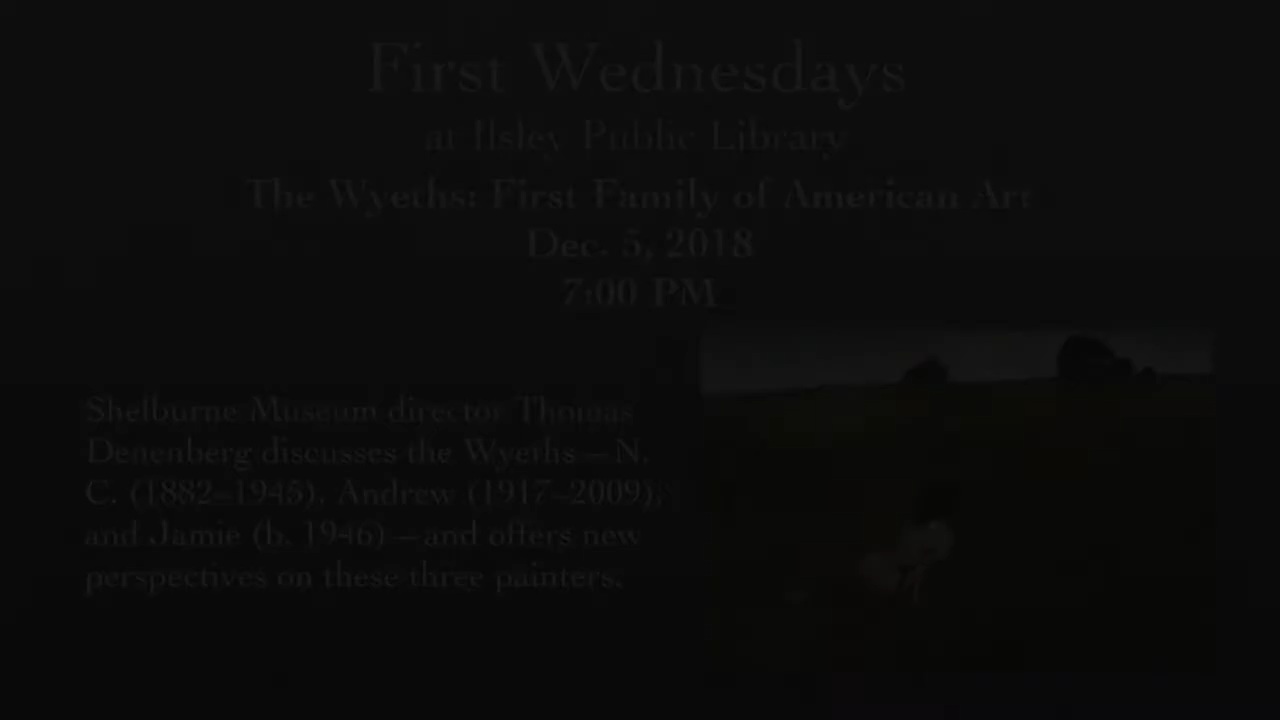 First Wednesdays
at Ilsley Public Library
The Wyeths: First Family of American Art
Dec. 5, 2018
7:00 PM
Shelburne Museum director Thomas
Denenberg discusses the Wyeths—N.
C. (1882–1945), Andrew (1917–2009),
and Jamie (b. 1946)—and offers new
perspectives on these three painters.